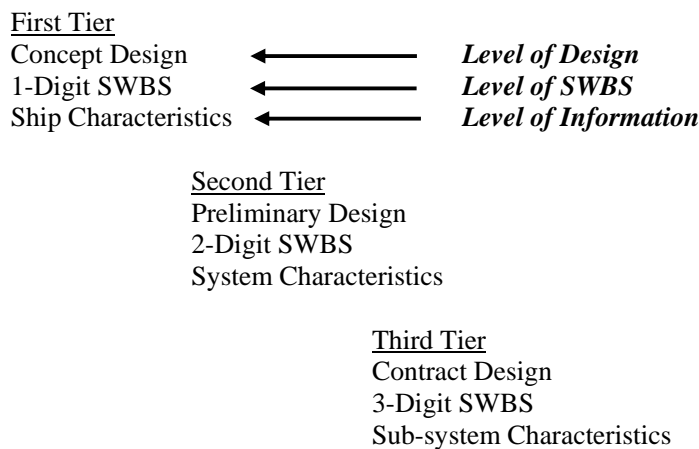 First Tier
Concept Design Level of Design
1-Digit SWBS Level of SWBS
Ship Characteristics Level of Information
Second Tier
Preliminary Design
2-Digit SWBS
System Characteristics
Third Tier
Contract Design
3-Digit SWBS
Sub-system Characteristics